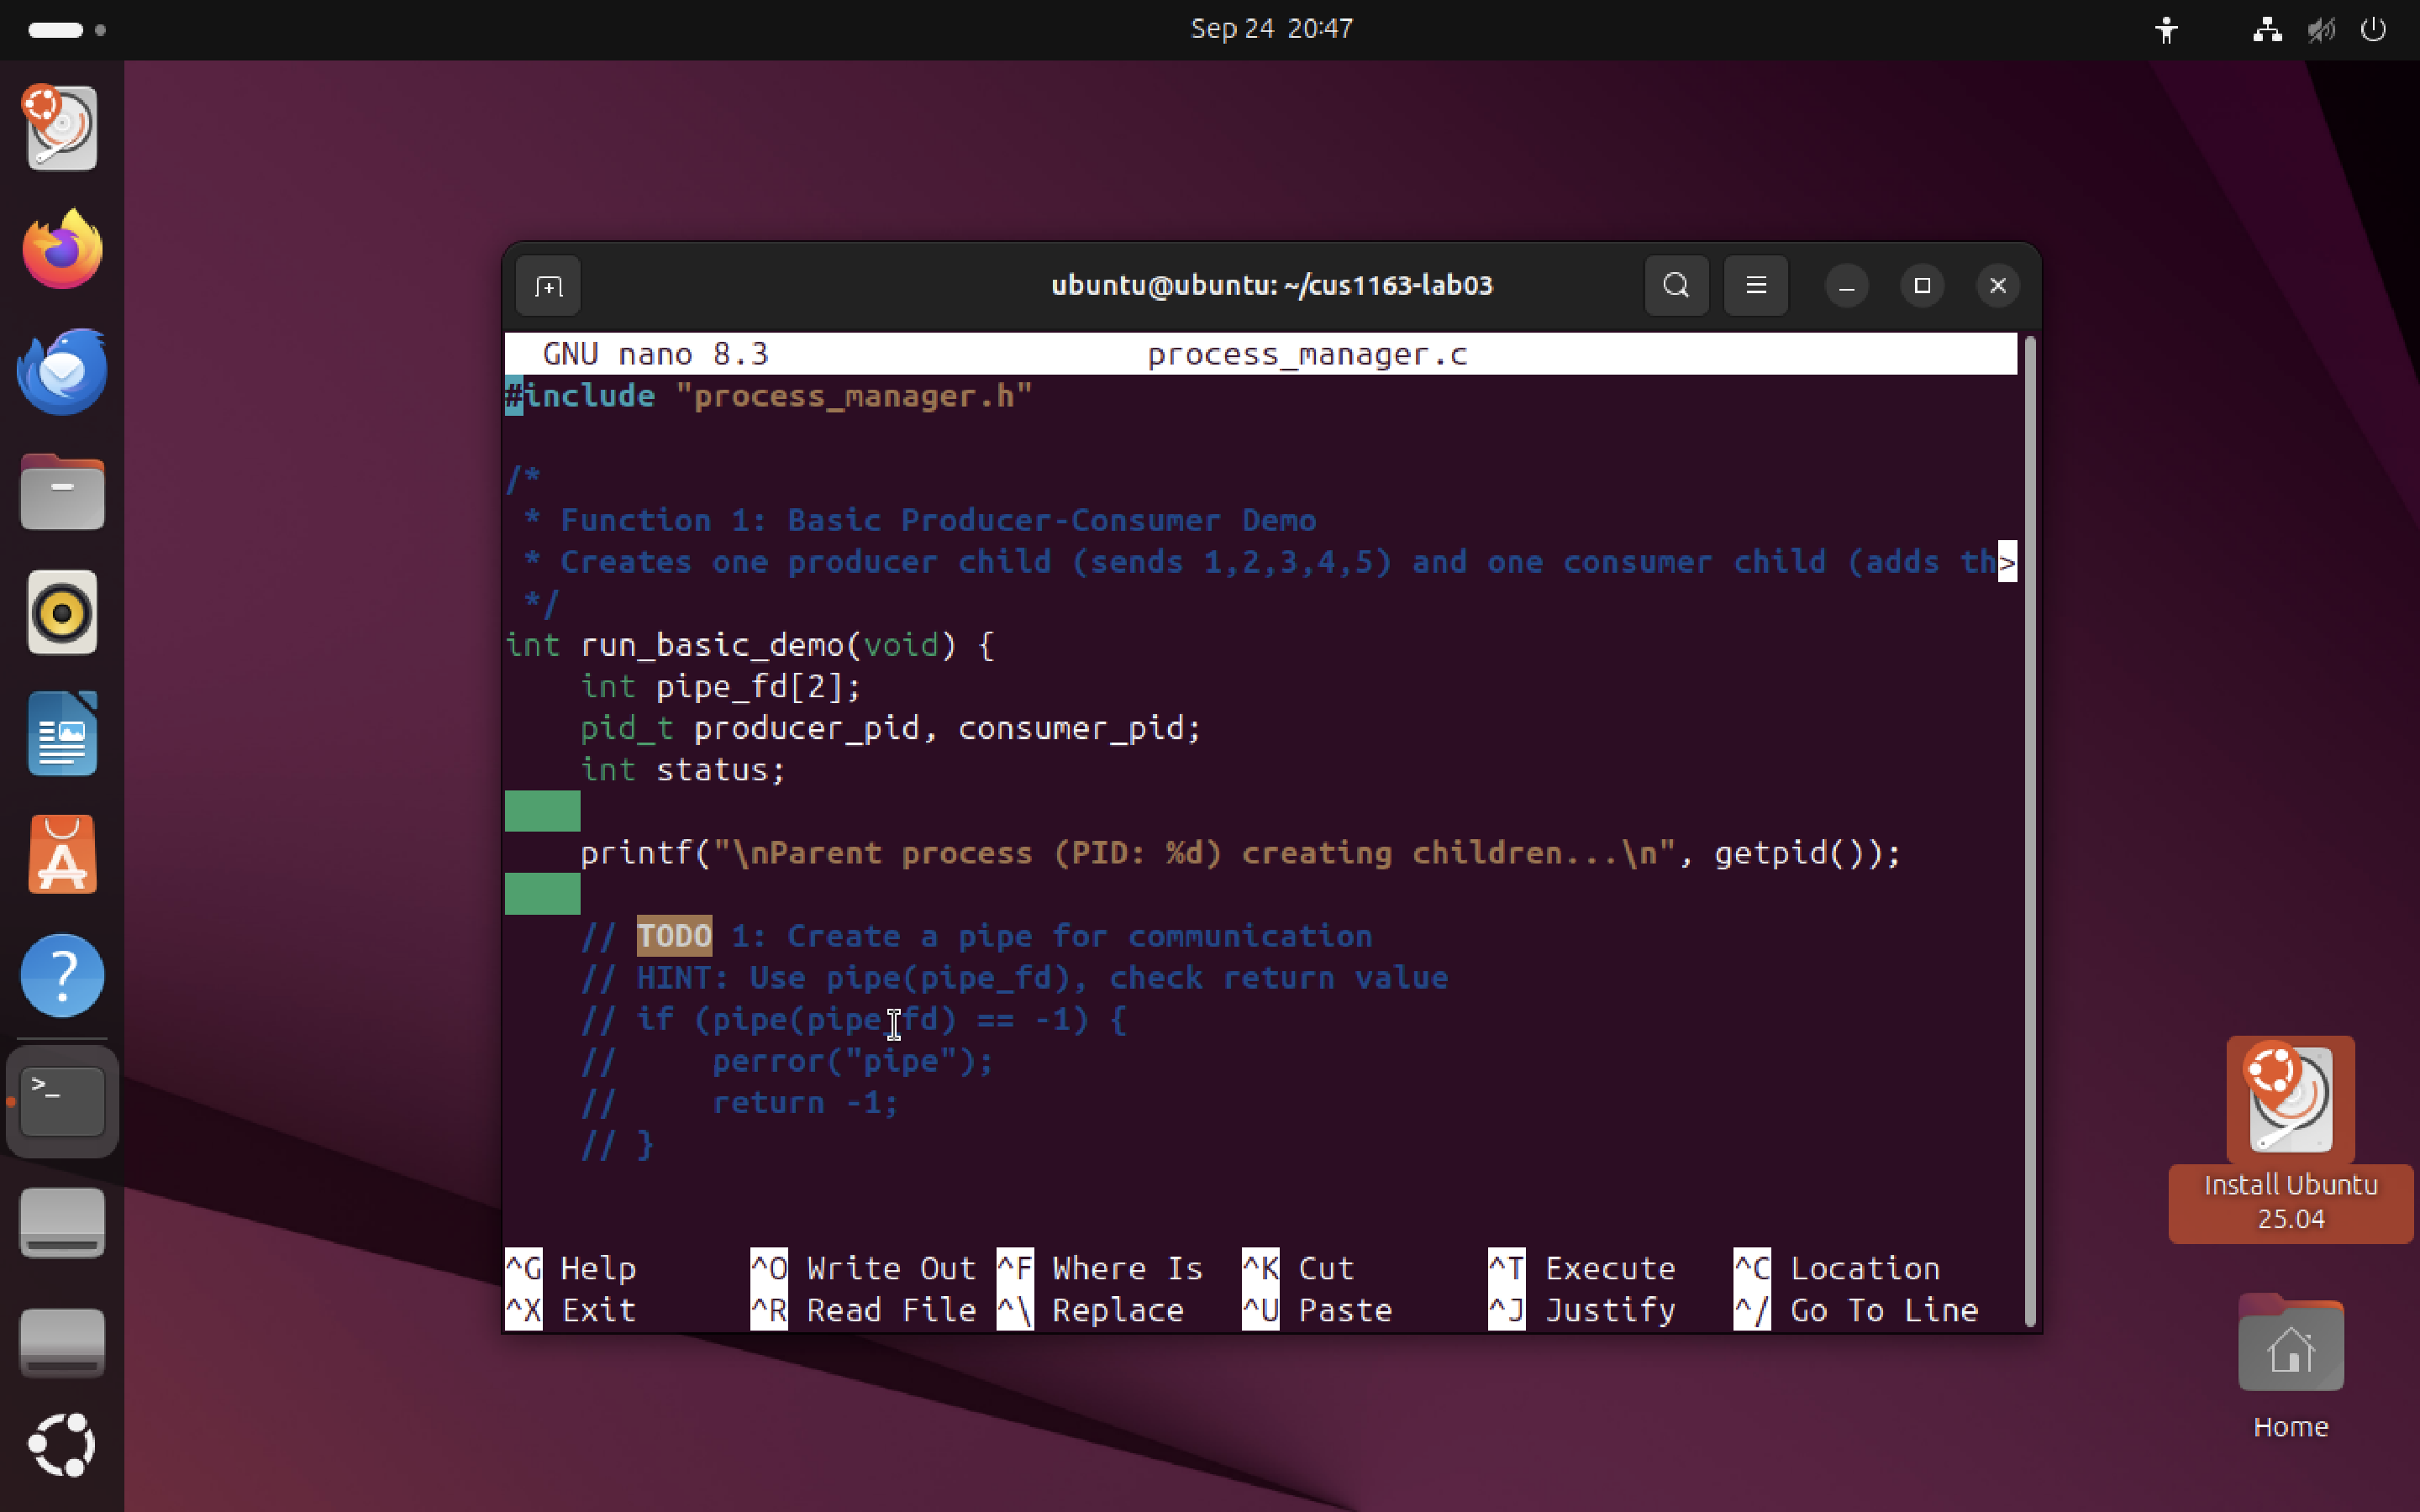 Sep 24 20:47
ubuntu@ubuntu: ~/cus1163-lab03
GNU nano 8.3 process_manager.c
#include "process_manager.h"
/*
 * Function 1: Basic Producer-Consumer Demo
 * Creates one producer child (sends 1,2,3,4,5) and one consumer child (adds th>
 */
int run_basic_demo(void) {
    int pipe_fd[2];
    pid_t producer_pid, consumer_pid;
    int status;
    printf("\nParent process (PID: %d) creating children...\n", getpid());
    // TODO 1: Create a pipe for communication
    // HINT: Use pipe(pipe_fd), check return value
    // if (pipe(pipe_fd) == -1) {
    //     perror("pipe");
    //     return -1;
    // }
^G Help ^O Write Out ^F Where Is ^K Cut ^T Execute ^C Location
^X Exit ^R Read File ^\ Replace ^U Paste ^J Justify ^/ Go To Line
Install Ubuntu
25.04
Home